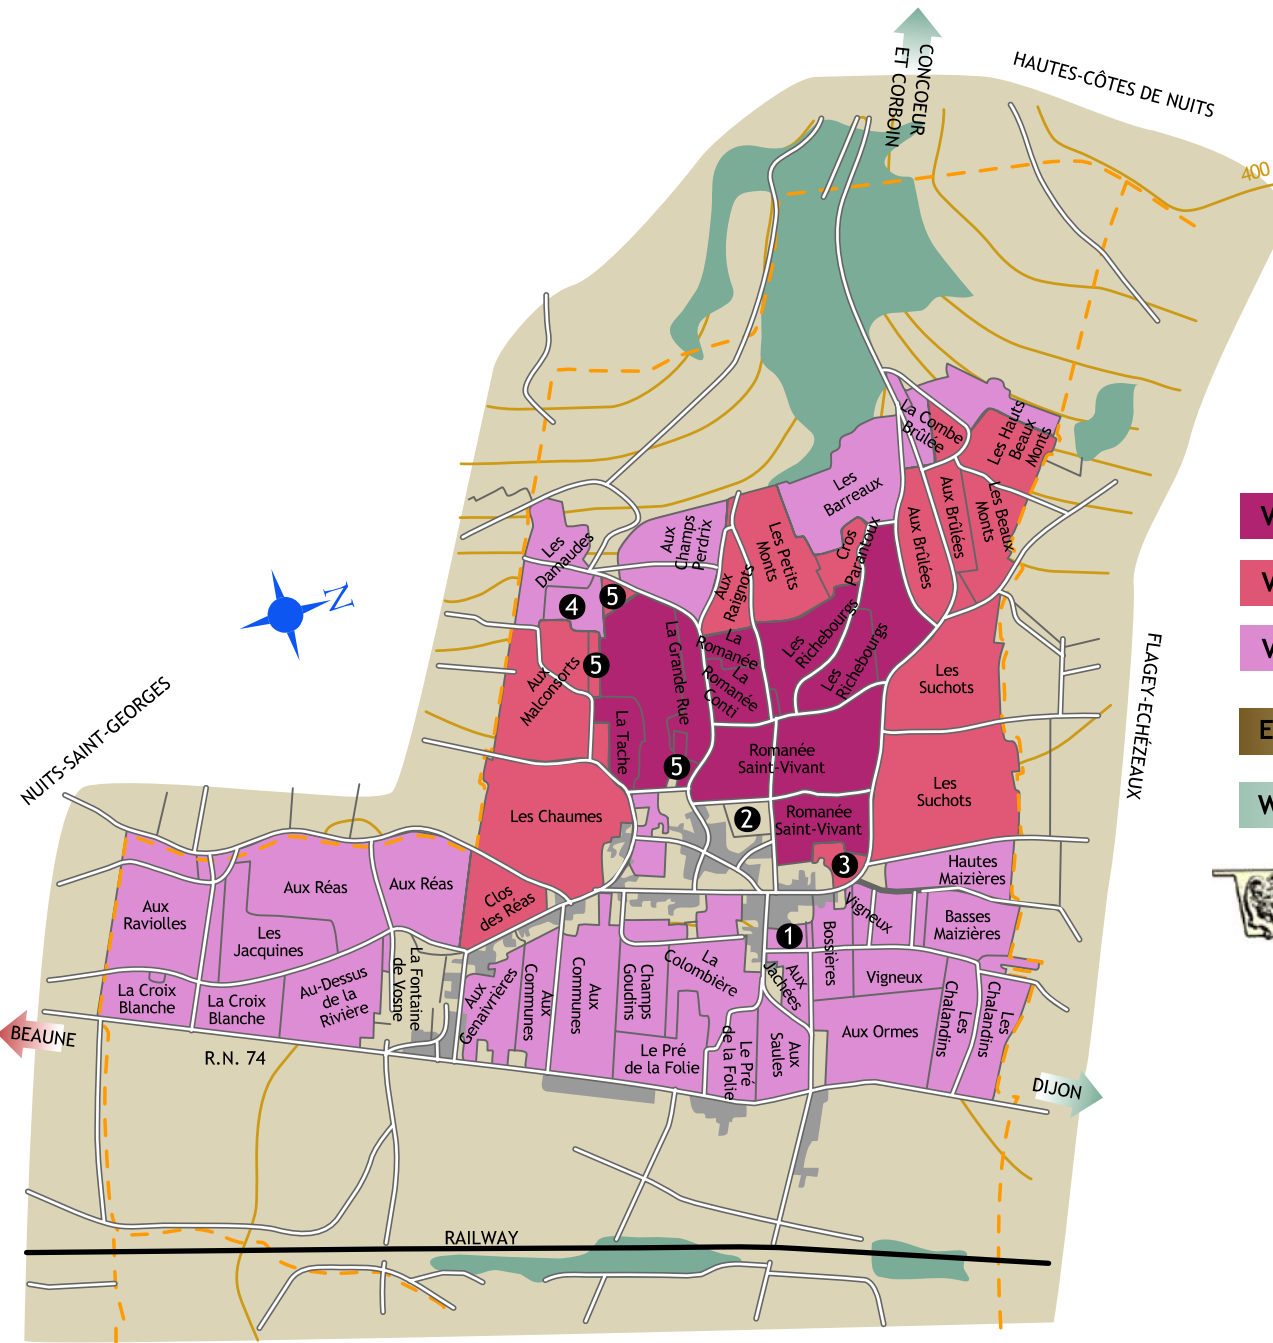 CONCOEUR
ET CORBOIN
HAUTES-CÔTES DE NUITS
400
La Combe
Brûlée
Les Hauts
Beaux
Monts
Les
Barreaux
Les Beaux
Monts
Aux Brûlées
Aux Brûlées
Aux
Champs
Perdrix
Les Petits
Monts
Cros
Parantoux
Les
Damaudes
Aux
Raignots
5
4
N
La Grande Rue
La
Romanée
La
Romanée
Conti
Les
Richebourgs
Les
Richebourgs
5
Aux
Malconsorts
Les
Suchots
FLAGEY-ECHÉZEAUX
NUITS-SAINT-GEORGES
La Tache
5
Romanée
Saint-Vivant
Les
Suchots
Les Chaumes
2
Romanée
Saint-Vivant
3
Hautes
Maizières
Aux Réas
Aux Réas
Clos
des Réas
Vigneux
Aux
Raviolles
Les
Jacquines
1
Bossières
Basses
Maizières
La Croix
Blanche
La Croix
Blanche
Au-Dessus
de la
Rivière
La Fontaine
de Vosne
Aux
Genaivrières
Aux
Communes
Aux
Communes
Champs
Goudins
La
Colombière
Aux
Jachées
Vigneux
Les
Chalandins
Les
Chalandins
BEAUNE
R.N. 74
Le Pré
de la Folie
Le Pré
de la Folie
Aux
Saules
Aux Ormes
DIJON
RAILWAY
V
V
V
E
W